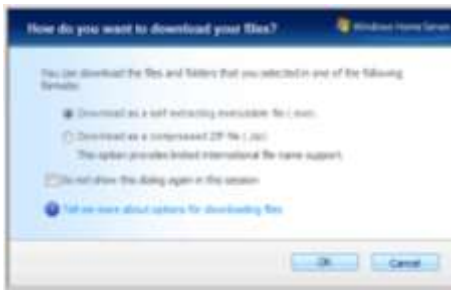 How do you want to download your files?
Windows Home Server
You can download the files and folders that you selected in one of the following
formats:
Download as a self extracting executable file (.exe).
Download as a compressed ZIP file (.zip).
This option provides limited international file name support.
Do not show this dialog again in this session
Tell me more about options for downloading files
OK
Cancel